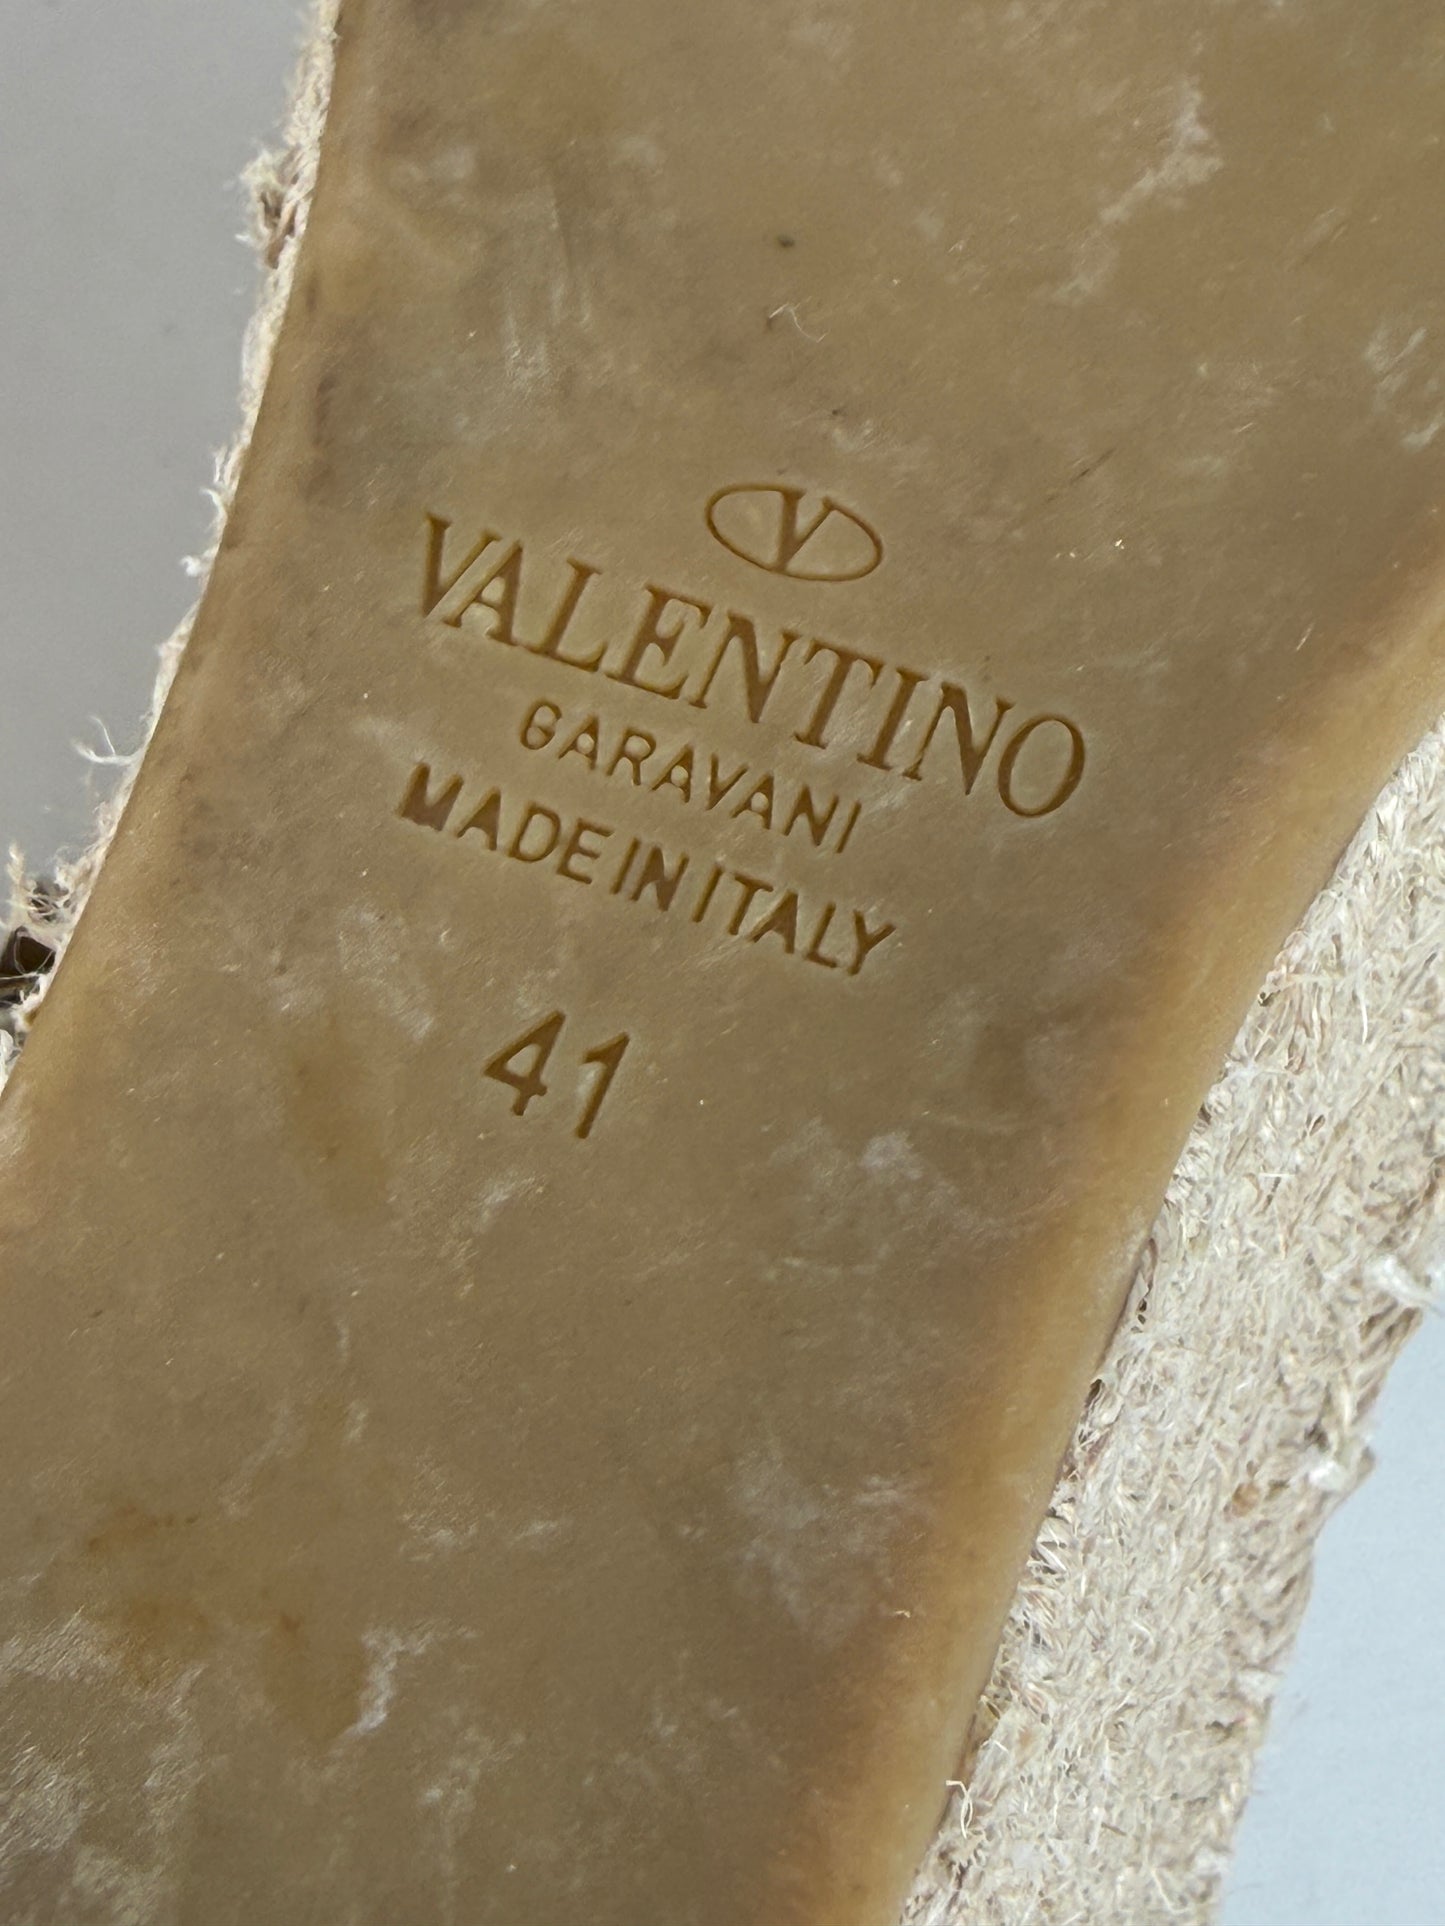 V
VALENTINO
GARAVANI
MADE IN ITALY
41